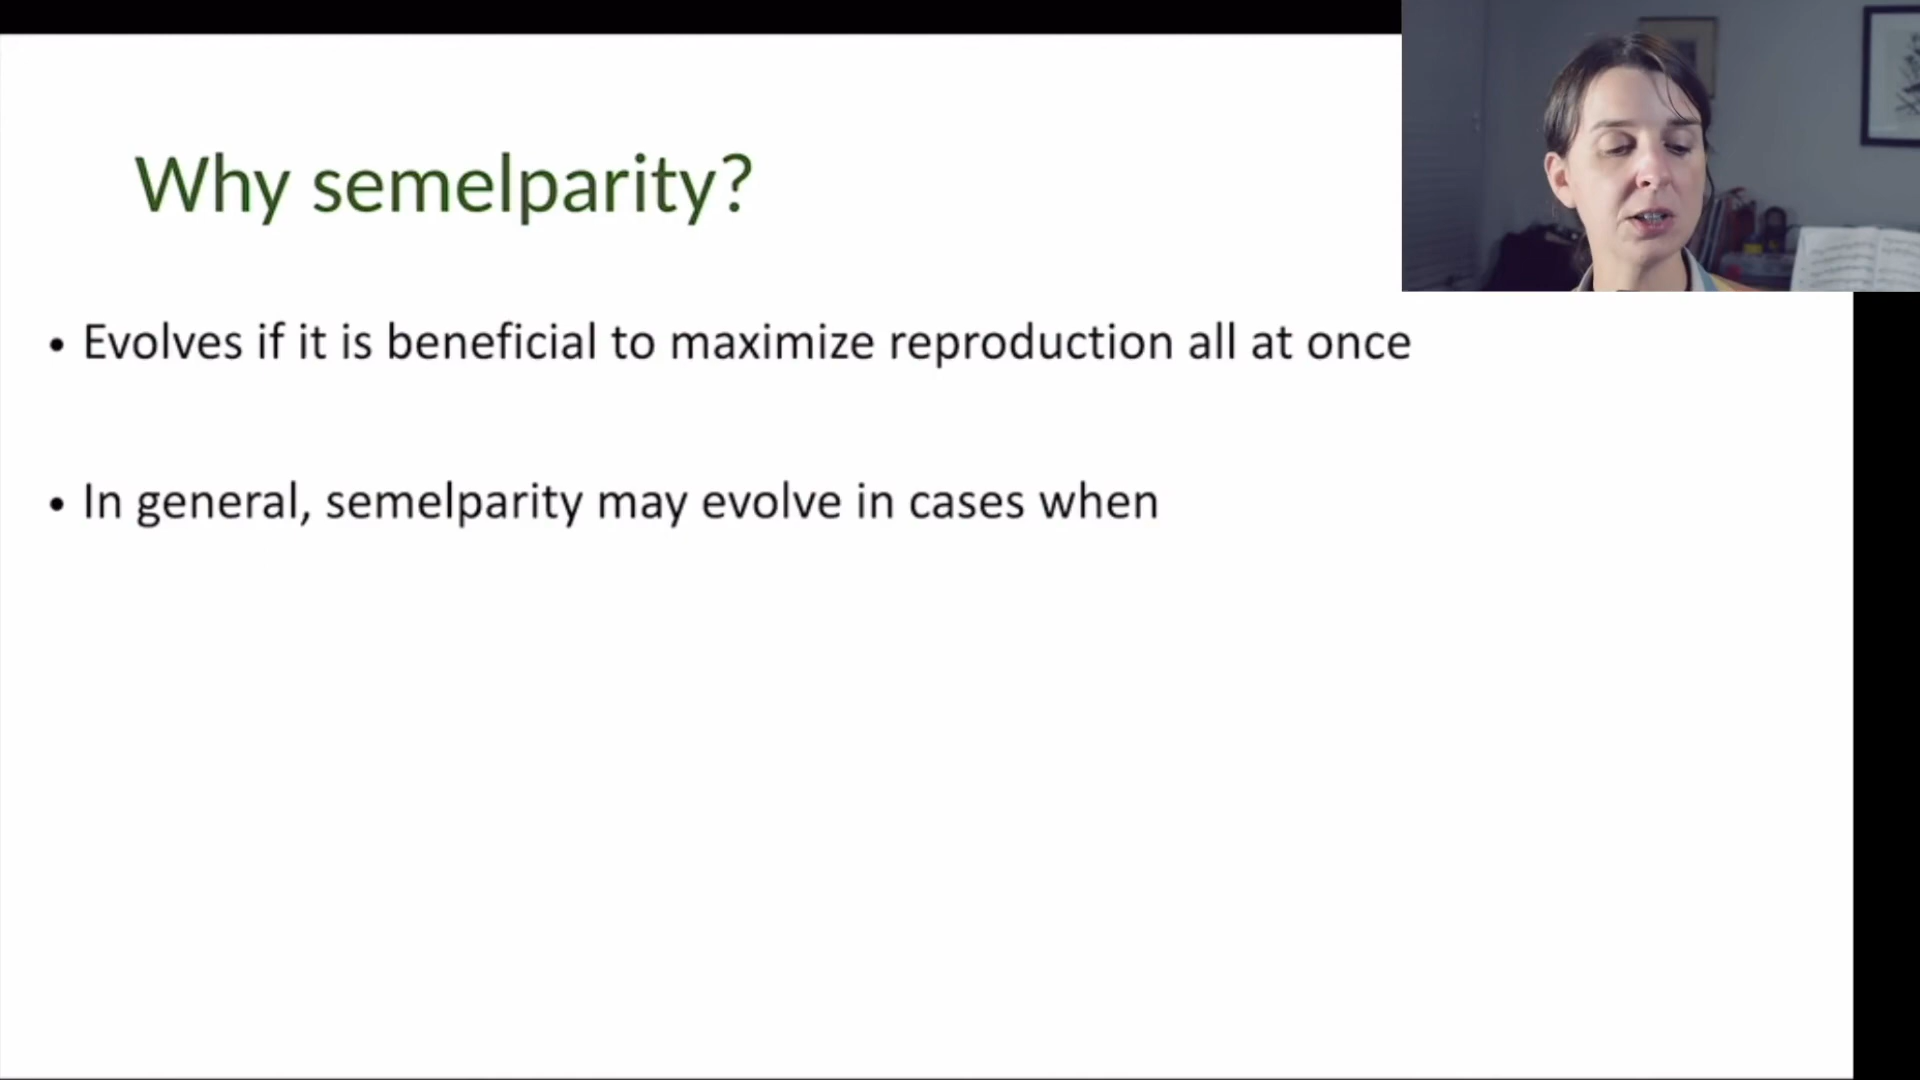 Why semelparity?
• Evolves if it is beneficial to maximize reproduction all at once
• In general, semelparity may evolve in cases when